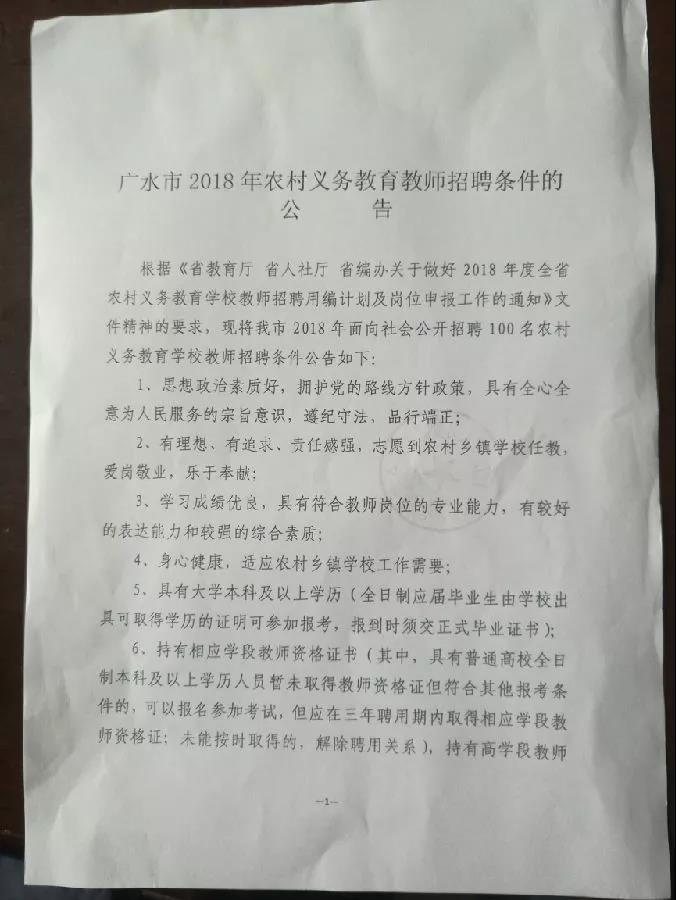 广水市 2018 年农村义务教育教师招聘条件的
公 告
根据《省教育厅 省人社厅 省编办关于做好 2018 年度全省
农村义务教育学校教师招聘用编计划及岗位申报工作的通知》文
件精神的要求，现将我市 2018 年面向社会公开招聘 100 名农村
义务教育学校教师招聘条件公告如下：
1、思想政治素质好，拥护党的路线方针政策，具有全心全
意为人民服务的宗旨意识，遵纪守法、品行端正；
2、有理想、有追求、责任感强，志愿到农村乡镇学校任教，
爱岗敬业，乐于奉献；
3、学习成绩优良，具有符合教师岗位的专业能力，有较好
的表达能力和较强的综合素质；
4、身心健康，适应农村乡镇学校工作需要；
5、具有大学本科及以上学历（全日制应届毕业生由学校出
具可取得学历的证明可参加报考，报到时须交正式毕业证书）；
6、持有相应学段教师资格证书（其中，具有普通高校全日
制本科及以上学历人员暂未取得教师资格证但符合其他报考条
件的，可以报名参加考试，但应在三年聘用期内取得相应学段教
师资格证；未能按时取得的，解除聘用关系），持有高学段教师
—1—